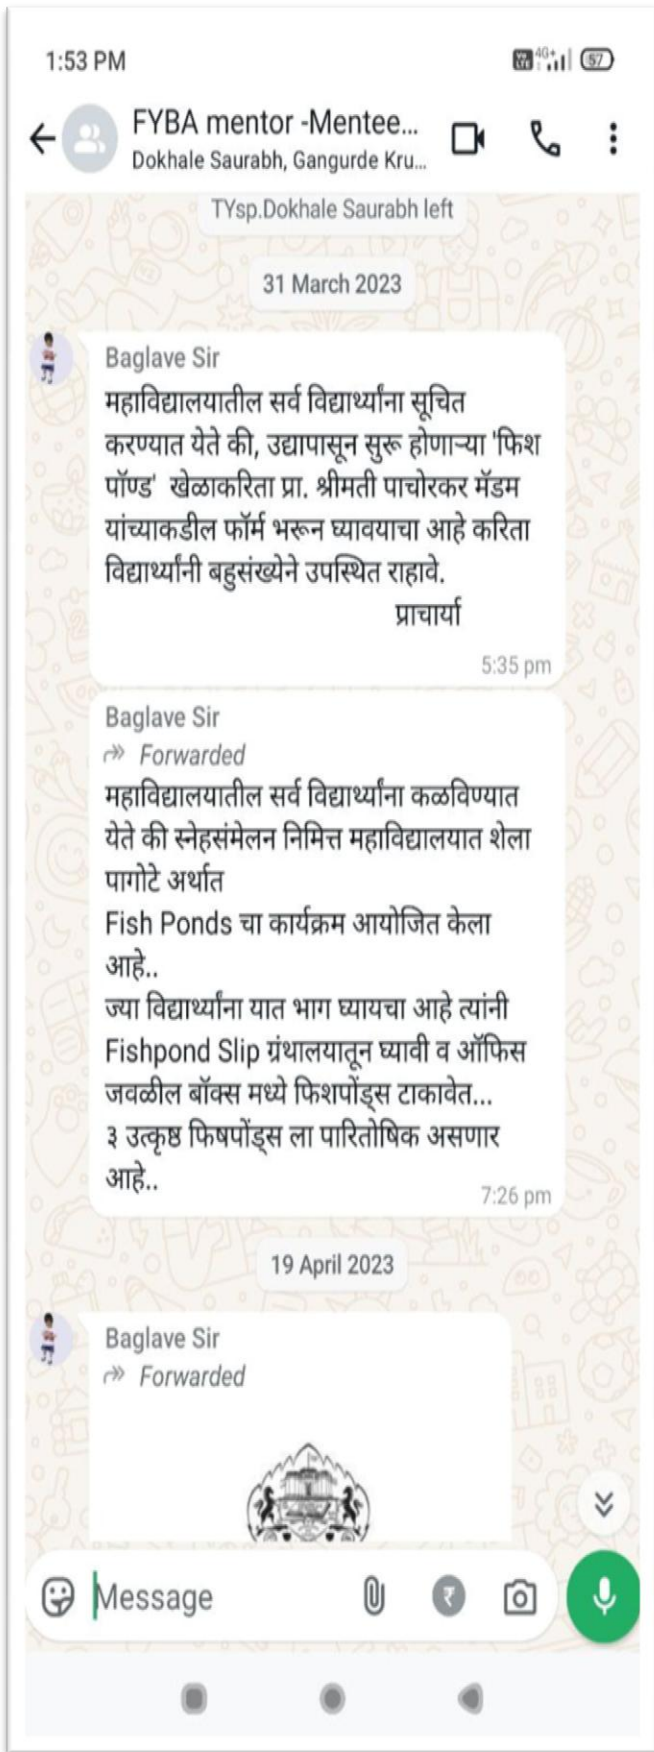 1:53 PM
Vo LTE 4G+ 57
FYBA mentor -Mentee...
Dokhale Saurabh, Gangurde Kru...
TYsp.Dokhale Saurabh left
31 March 2023
Baglave Sir
महाविद्यालयातील सर्व विद्यार्थ्यांना सूचित
करण्यात येते की, उद्यापासून सुरू होणाऱ्या 'फिश
पॉण्ड' खेळाकरिता प्रा. श्रीमती पाचोरकर मॅडम
यांच्याकडील फॉर्म भरून घ्यावयाचा आहे करिता
विद्यार्थ्यांनी बहुसंख्येने उपस्थित राहावे.
प्राचार्या
5:35 pm
Baglave Sir
Forwarded
महाविद्यालयातील सर्व विद्यार्थ्यांना कळविण्यात
येते की स्नेहसंमेलन निमित्त महाविद्यालयात शेला
पागोटे अर्थात
Fish Ponds चा कार्यक्रम आयोजित केला
आहे..
ज्या विद्यार्थ्यांना यात भाग घ्यायचा आहे त्यांनी
Fishpond Slip ग्रंथालयातून घ्यावी व ऑफिस
जवळील बॉक्स मध्ये फिशपोंड्स टाकावेत...
३ उत्कृष्ठ फिषपोंड्स ला पारितोषिक असणार
आहे..
7:26 pm
19 April 2023
Baglave Sir
Forwarded
Message
₹